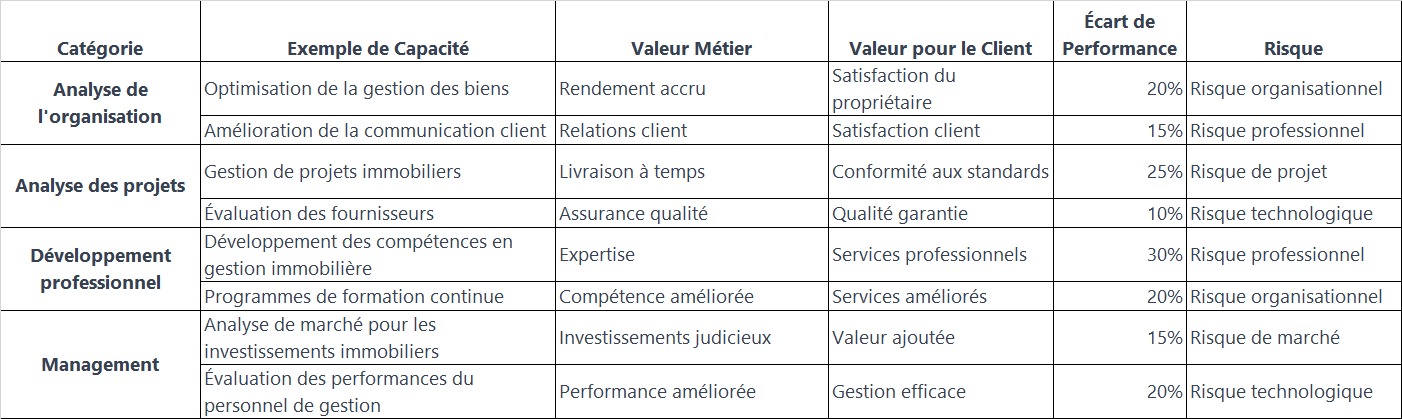 Catégorie Exemple de Capacité Valeur Métier Valeur pour le Client Écart de Performance Risque
Analyse de l'organisation
Optimisation de la gestion des biens Rendement accru Satisfaction du propriétaire 20% Risque organisationnel
Amélioration de la communication client Relations client Satisfaction client 15% Risque professionnel
Analyse des projets
Gestion de projets immobiliers Livraison à temps Conformité aux standards 25% Risque de projet
Évaluation des fournisseurs Assurance qualité Qualité garantie 10% Risque technologique
Développement professionnel
Développement des compétences en gestion immobilière Expertise Services professionnels 30% Risque professionnel
Programmes de formation continue Compétence améliorée Services améliorés 20% Risque organisationnel
Management
Analyse de marché pour les investissements immobiliers Investissements judicieux Valeur ajoutée 15% Risque de marché
Évaluation des performances du personnel de gestion Performance améliorée Gestion efficace 20% Risque technologique